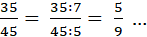 35/45 = 35:7/45:5 = 5/9 ...